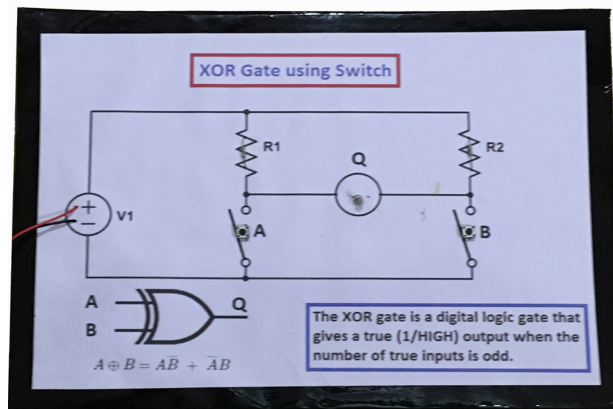 XOR Gate using Switch
R1
R2
Q
+
−
V1
A
B
A
B
Q
A ⊕ B = AB̅ + A̅B
The XOR gate is a digital logic gate that
gives a true (1/HIGH) output when the
number of true inputs is odd.